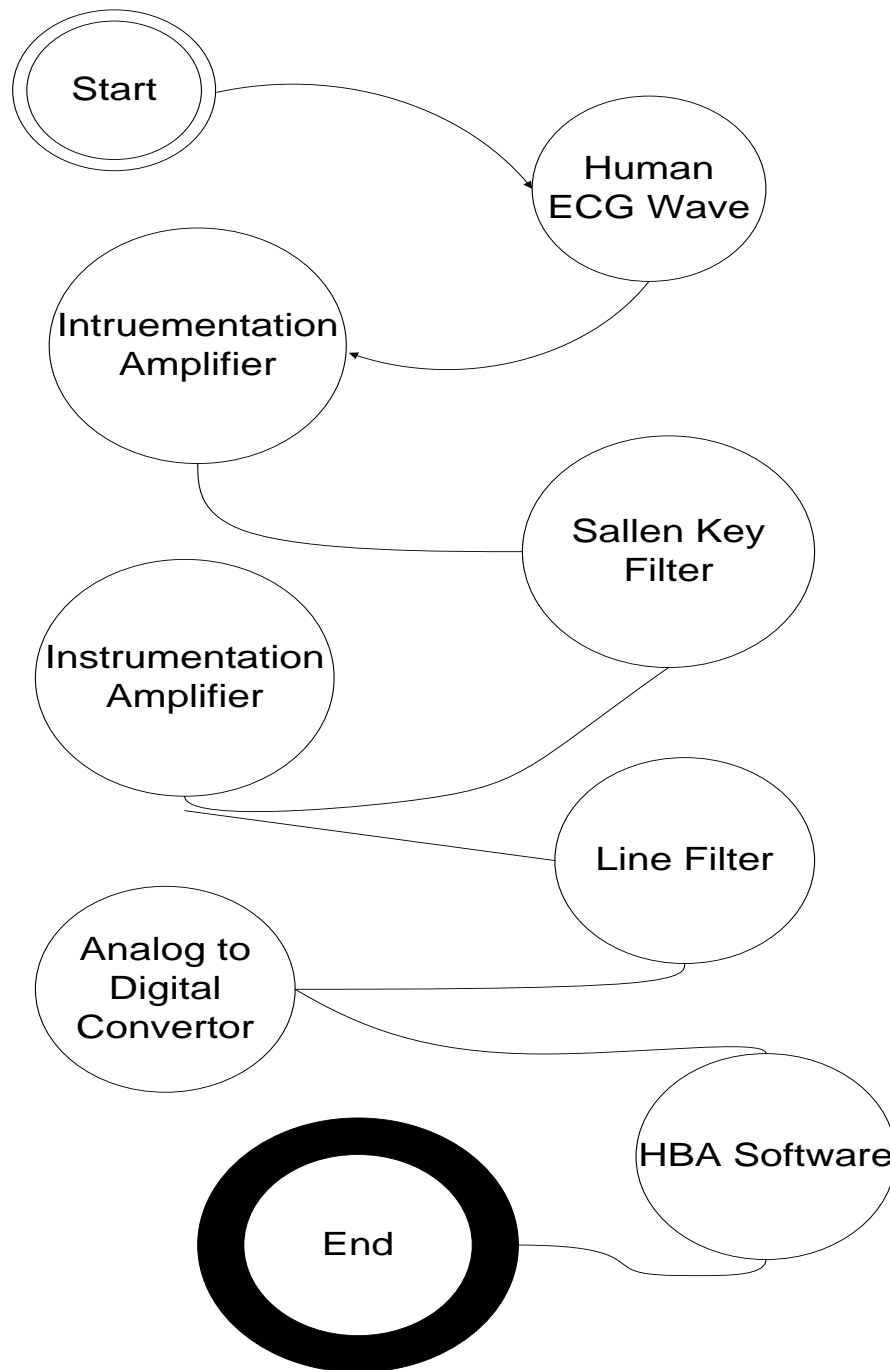 Start
Human
ECG Wave
Intruementation
Amplifier
Sallen Key
Filter
Instrumentation
Amplifier
Line Filter
Analog to
Digital
Convertor
HBA Software
End